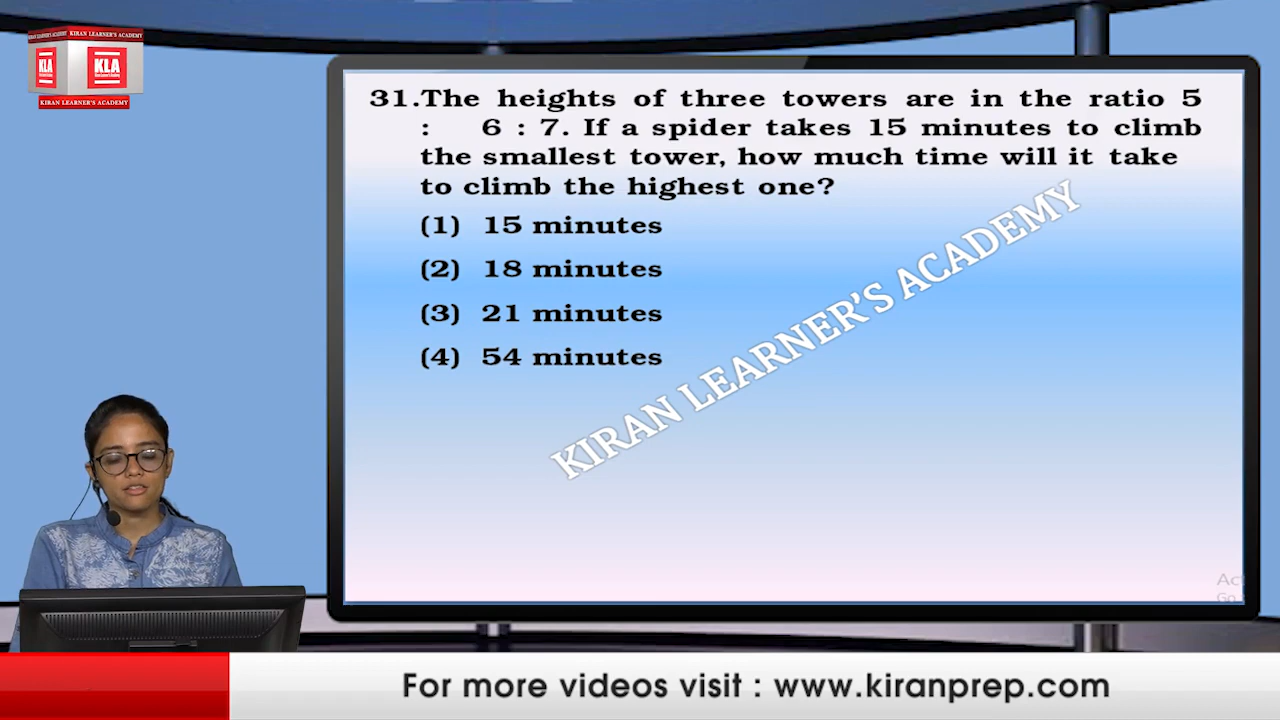 KIRAN LEARNER'S ACADEMY
KLA
KLA
KIRAN LEARNER'S ACADEMY
31.The heights of three towers are in the ratio 5
: 6 : 7. If a spider takes 15 minutes to climb
the smallest tower, how much time will it take
to climb the highest one?
(1) 15 minutes
(2) 18 minutes
(3) 21 minutes
(4) 54 minutes
KIRAN LEARNER'S ACADEMY
For more videos visit : www.kiranprep.com